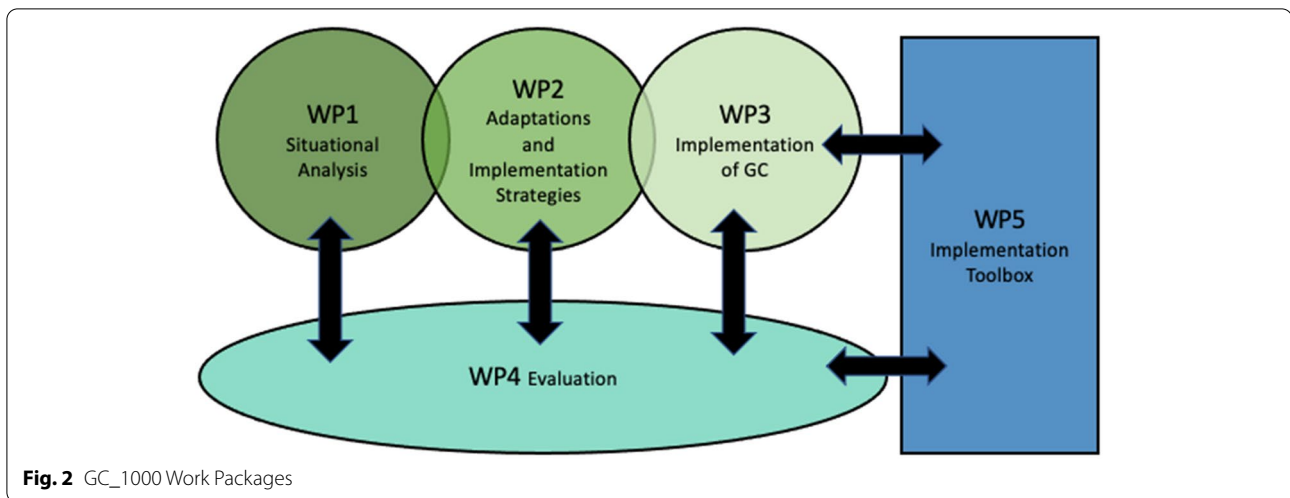 WP1
Situational
Analysis
WP2
Adaptations
and
Implementation
Strategies
WP3
Implementation
of GC
WP5
Implementation
Toolbox
WP4 Evaluation
Fig. 2 GC_1000 Work Packages